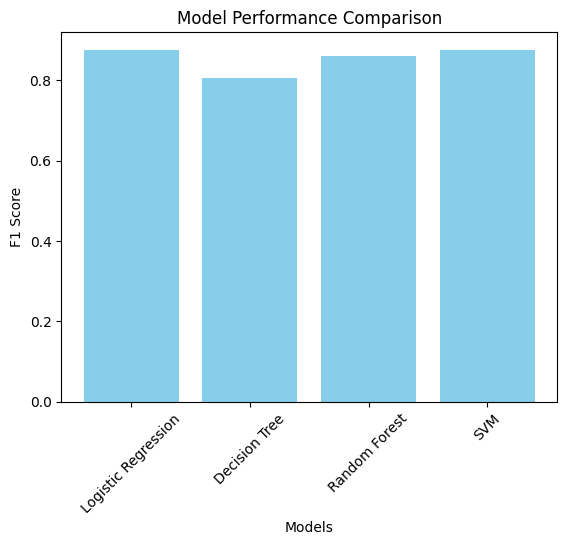 Model Performance Comparison
F1 Score
0.8
0.6
0.4
0.2
0.0
Logistic Regression
Decision Tree
Random Forest
SVM
Models